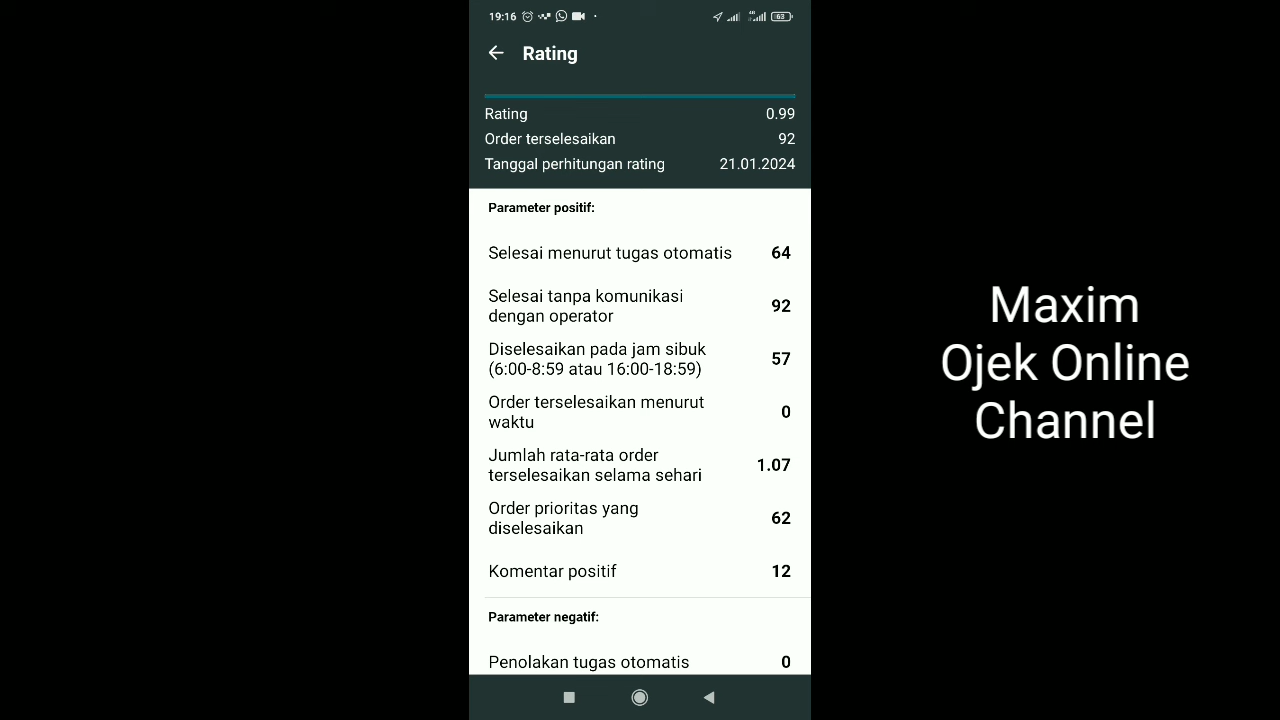 19:16
63
Rating
Rating 0.99
Order terselesaikan 92
Tanggal perhitungan rating 21.01.2024
Parameter positif:
Selesai menurut tugas otomatis 64
Selesai tanpa komunikasi
dengan operator 92
Diselesaikan pada jam sibuk
(6:00-8:59 atau 16:00-18:59) 57
Order terselesaikan menurut
waktu 0
Jumlah rata-rata order
terselesaikan selama sehari 1.07
Order prioritas yang
diselesaikan 62
Komentar positif 12
Parameter negatif:
Penolakan tugas otomatis 0
Maxim
Ojek Online
Channel